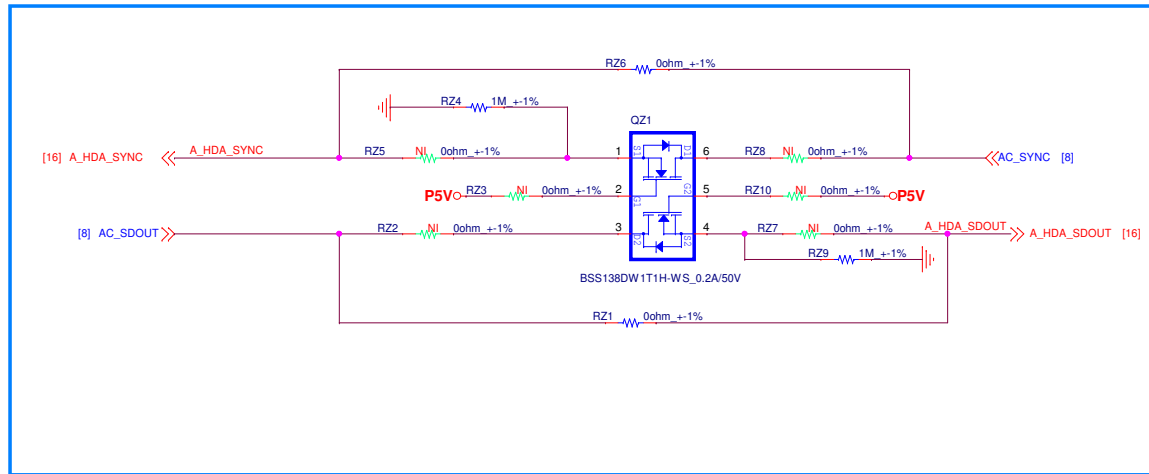 RZ6 0ohm_+-1%
RZ4 1M_+-1%
QZ1
[16] A_HDA_SYNC A_HDA_SYNC RZ5 NI 0ohm_+-1% 1 S1 D1 6 RZ8 NI 0ohm_+-1% AC_SYNC [8]
P5V RZ3 NI 0ohm_+-1% 2 G1 G2 5 RZ10 NI 0ohm_+-1% P5V
[8] AC_SDOUT RZ2 NI 0ohm_+-1% 3 D2 S2 4 RZ7 NI 0ohm_+-1% A_HDA_SDOUT A_HDA_SDOUT [16]
RZ9 1M_+-1%
BSS138DW1T1H-WS_0.2A/50V
RZ1 0ohm_+-1%